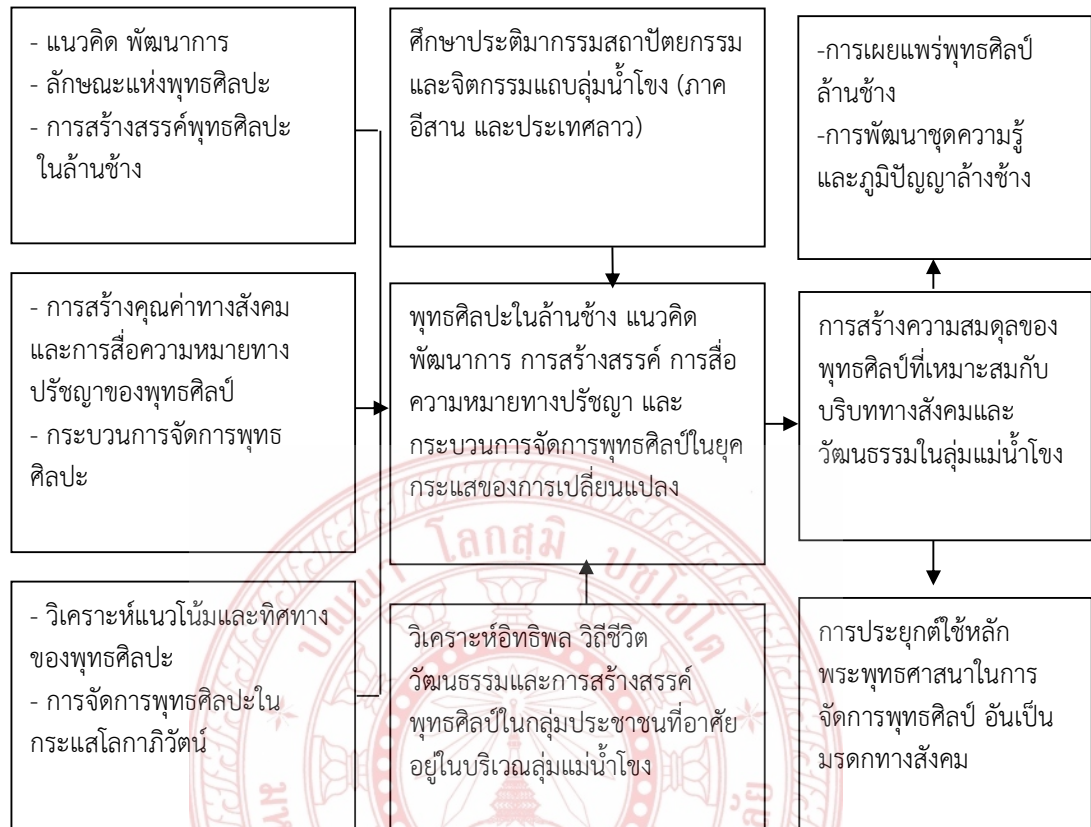 - แนวคิด พัฒนาการ
- ลักษณะแห่งพุทธศิลปะ
- การสร้างสรรค์พุทธศิลปะ
ในล้านช้าง
ศึกษาประติมากรรมสถาปัตยกรรม
และจิตกรรมแถบลุ่มน้ำโขง (ภาค
อีสาน และประเทศลาว)
-การเผยแพร่พุทธศิลป์
ล้านช้าง
-การพัฒนาชุดความรู้
และภูมิปัญญาล้างช้าง
- การสร้างคุณค่าทางสังคม
และการสื่อความหมายทาง
ปรัชญาของพุทธศิลป์
- กระบวนการจัดการพุทธ
ศิลปะ
พุทธศิลปะในล้านช้าง แนวคิด
พัฒนาการ การสร้างสรรค์ การสื่อ
ความหมายทางปรัชญา และ
กระบวนการจัดการพุทธศิลป์ในยุค
กระแสของการเปลี่ยนแปลง
การสร้างความสมดุลของ
พุทธศิลป์ที่เหมาะสมกับ
บริบททางสังคมและ
วัฒนธรรมในลุ่มแม่น้ำโขง
- วิเคราะห์แนวโน้มและทิศทาง
ของพุทธศิลปะ
- การจัดการพุทธศิลปะใน
กระแสโลกาภิวัตน์
วิเคราะห์อิทธิพล วิถีชีวิต
วัฒนธรรมและการสร้างสรรค์
พุทธศิลป์ในกลุ่มประชาชนที่อาศัย
อยู่ในบริเวณลุ่มแม่น้ำโขง
การประยุกต์ใช้หลัก
พระพุทธศาสนาในการ
จัดการพุทธศิลป์ อันเป็น
มรดกทางสังคม
ปญฺญา โลกสฺมิ ปชฺโชโต